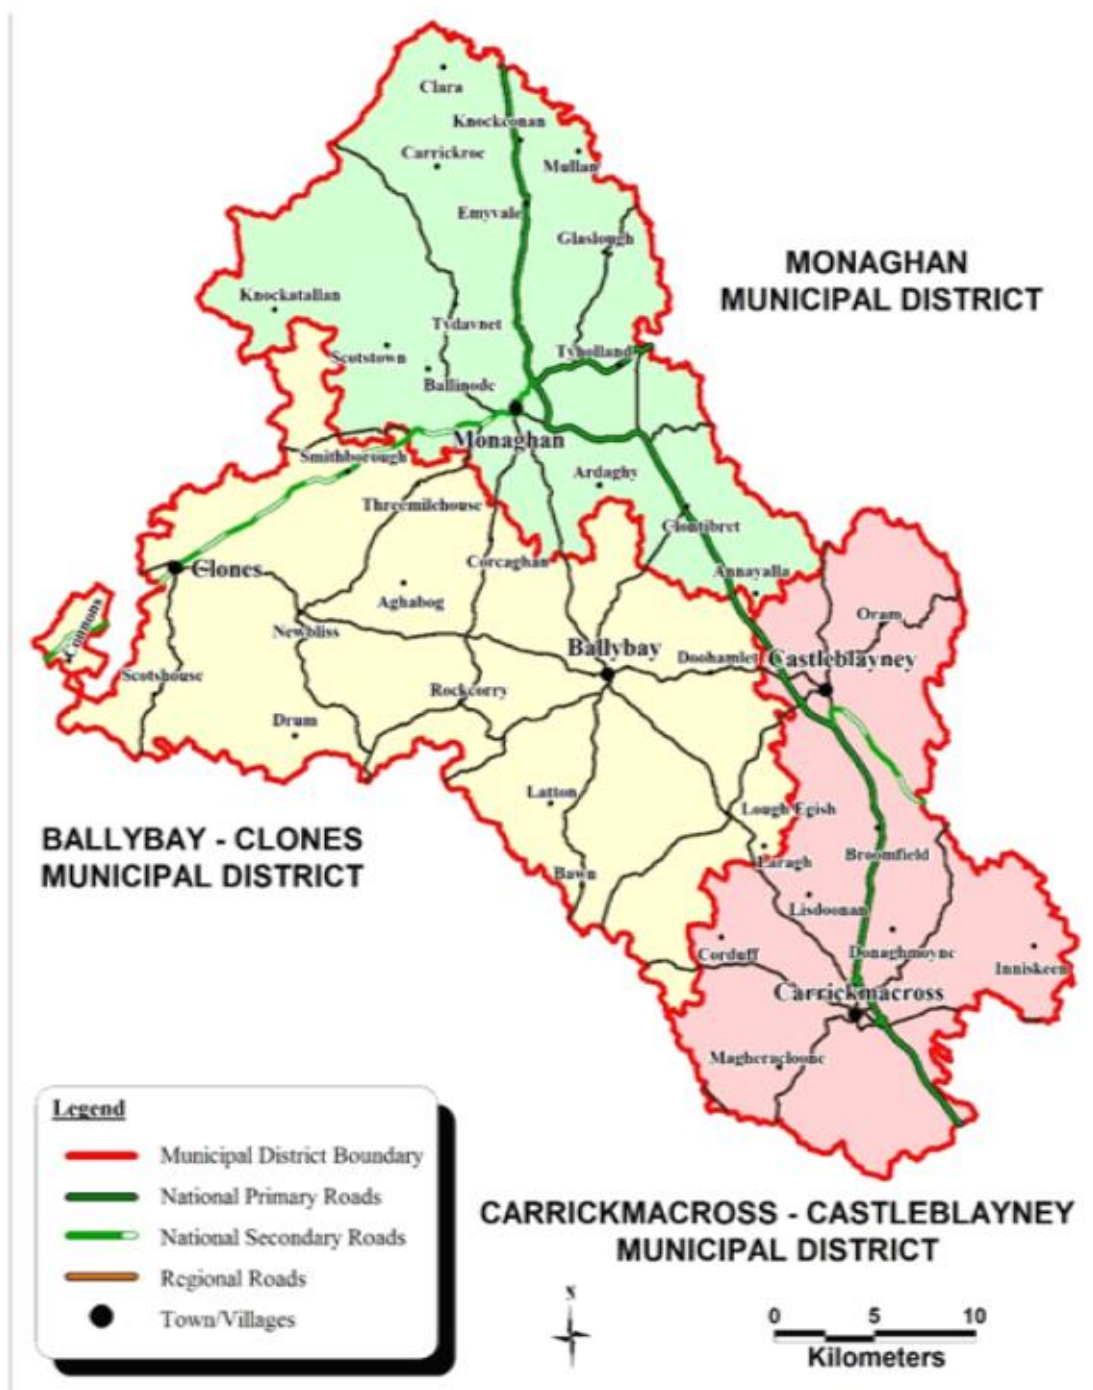 Clara
Knockconan
Carrickroe
Mullan
Emyvale
Glaslough
MONAGHAN
MUNICIPAL DISTRICT
Knockatallan
Tydavnet
Scotstown
Tyholland
Ballinode
Monaghan
Smithborough
Ardaghy
Threemilehouse
Clontibret
Corcaghan
Clones
Annayalla
Aghabog
Connons
Oram
Newbliss
Ballybay
Doohamlet
Castleblayney
Scotshouse
Rockcorry
Drum
Latton
Lough Egish
BALLYBAY - CLONES
MUNICIPAL DISTRICT
Laragh
Broomfield
Bawn
Lisdoonan
Corduff
Donaghmoyne
Inniskeen
Carrickmacross
Magheracloone
Legend
Municipal District Boundary
National Primary Roads
National Secondary Roads
Regional Roads
Town/Villages
CARRICKMACROSS - CASTLEBLAYNEY
MUNICIPAL DISTRICT
N
0 5 10
Kilometers